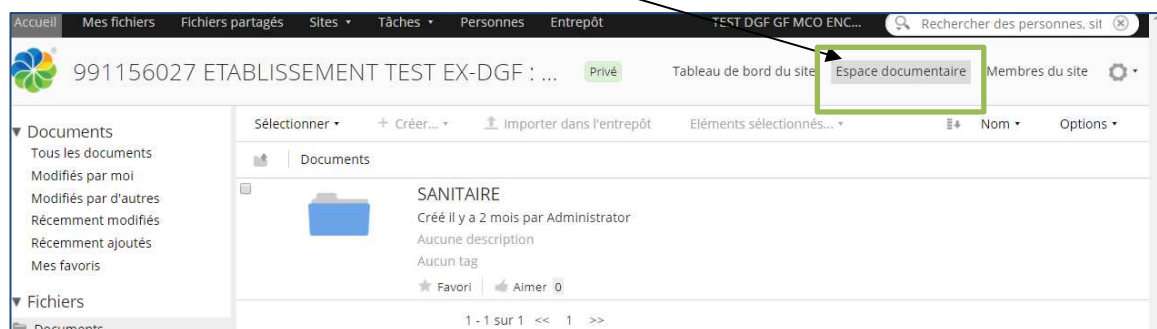 Accueil Mes fichiers Fichiers partagés Sites Tâches Personnes Entrepôt TEST DGF GF MCO ENC... Rechercher des personnes, sit
991156027 ETABLISSEMENT TEST EX-DGF : ... Privé Tableau de bord du site Espace documentaire Membres du site
Documents
Tous les documents
Modifiés par moi
Modifiés par d'autres
Récemment modifiés
Récemment ajoutés
Mes favoris
Fichiers
Documents
Sélectionner + Créer... Importer dans l'entrepôt Eléments sélectionnés... Nom Options
Documents
SANITAIRE
Créé il y a 2 mois par Administrator
Aucune description
Aucun tag
Favori Aimer 0
1 - 1 sur 1 << 1 >>